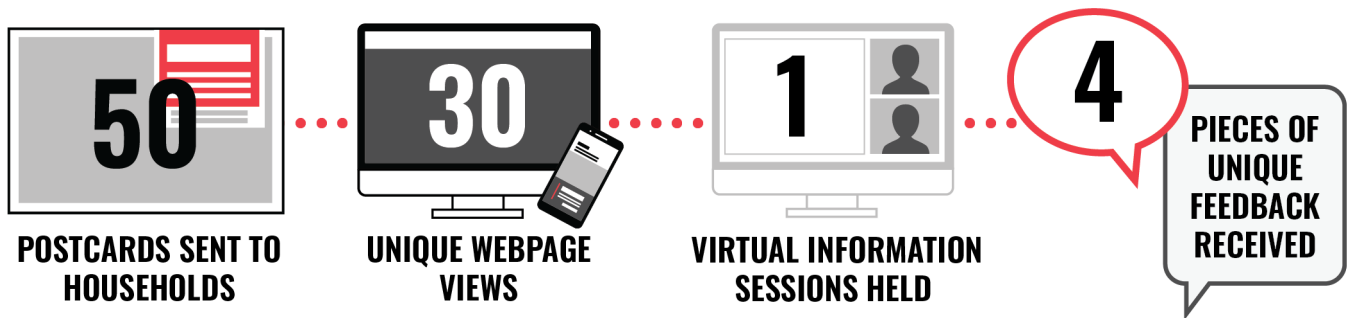 50
POSTCARDS SENT TO
HOUSEHOLDS
30
UNIQUE WEBPAGE
VIEWS
1
VIRTUAL INFORMATION
SESSIONS HELD
4
PIECES OF
UNIQUE
FEEDBACK
RECEIVED